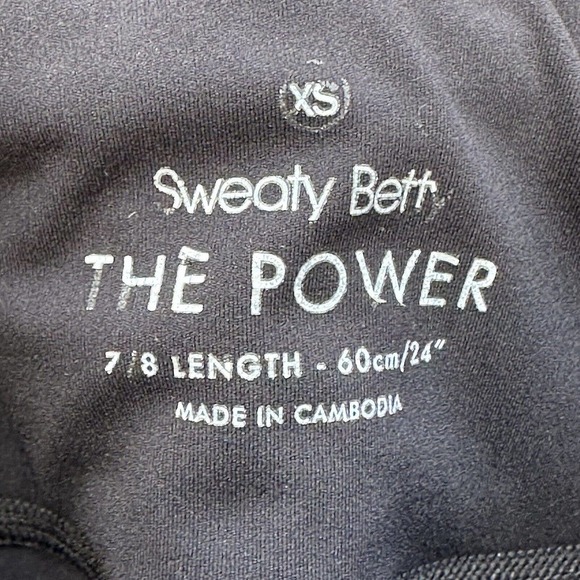 XS
Sweaty Betty
THE POWER
7/8 LENGTH - 60cm/24"
MADE IN CAMBODIA